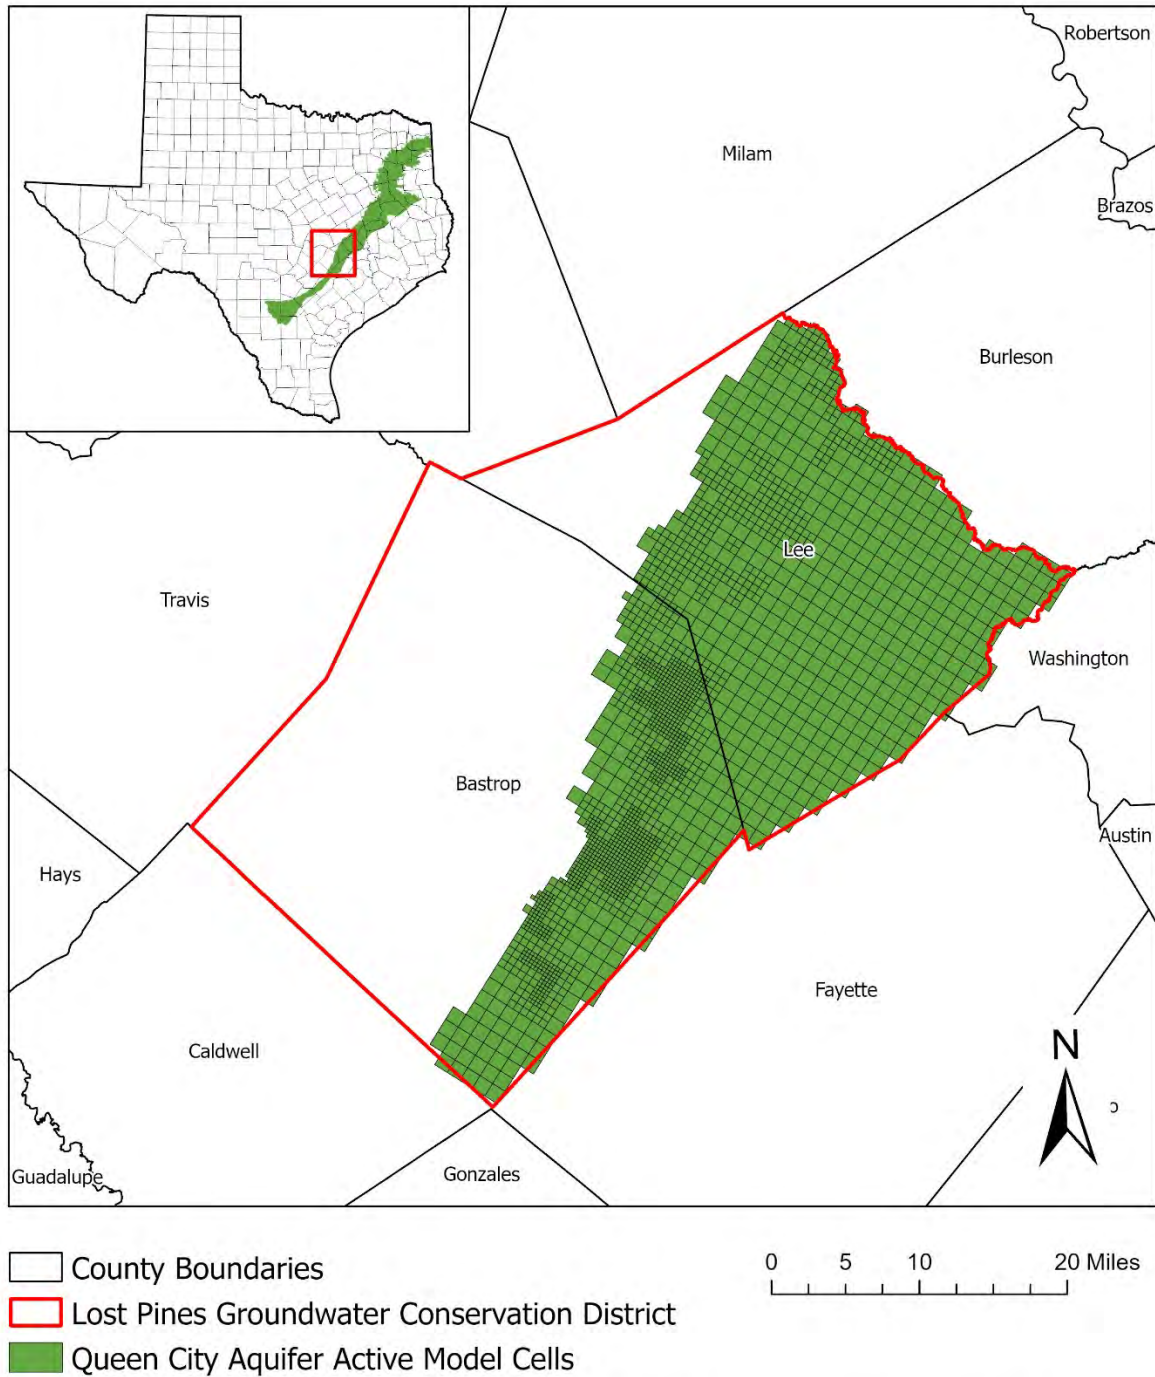 Robertson
Milam
Brazos
Burleson
Lee
Travis
Washington
Bastrop
Austin
Hays
Fayette
Caldwell
N
Guadalupe
Gonzales
County Boundaries
0 5 10 20 Miles
Lost Pines Groundwater Conservation District
Queen City Aquifer Active Model Cells